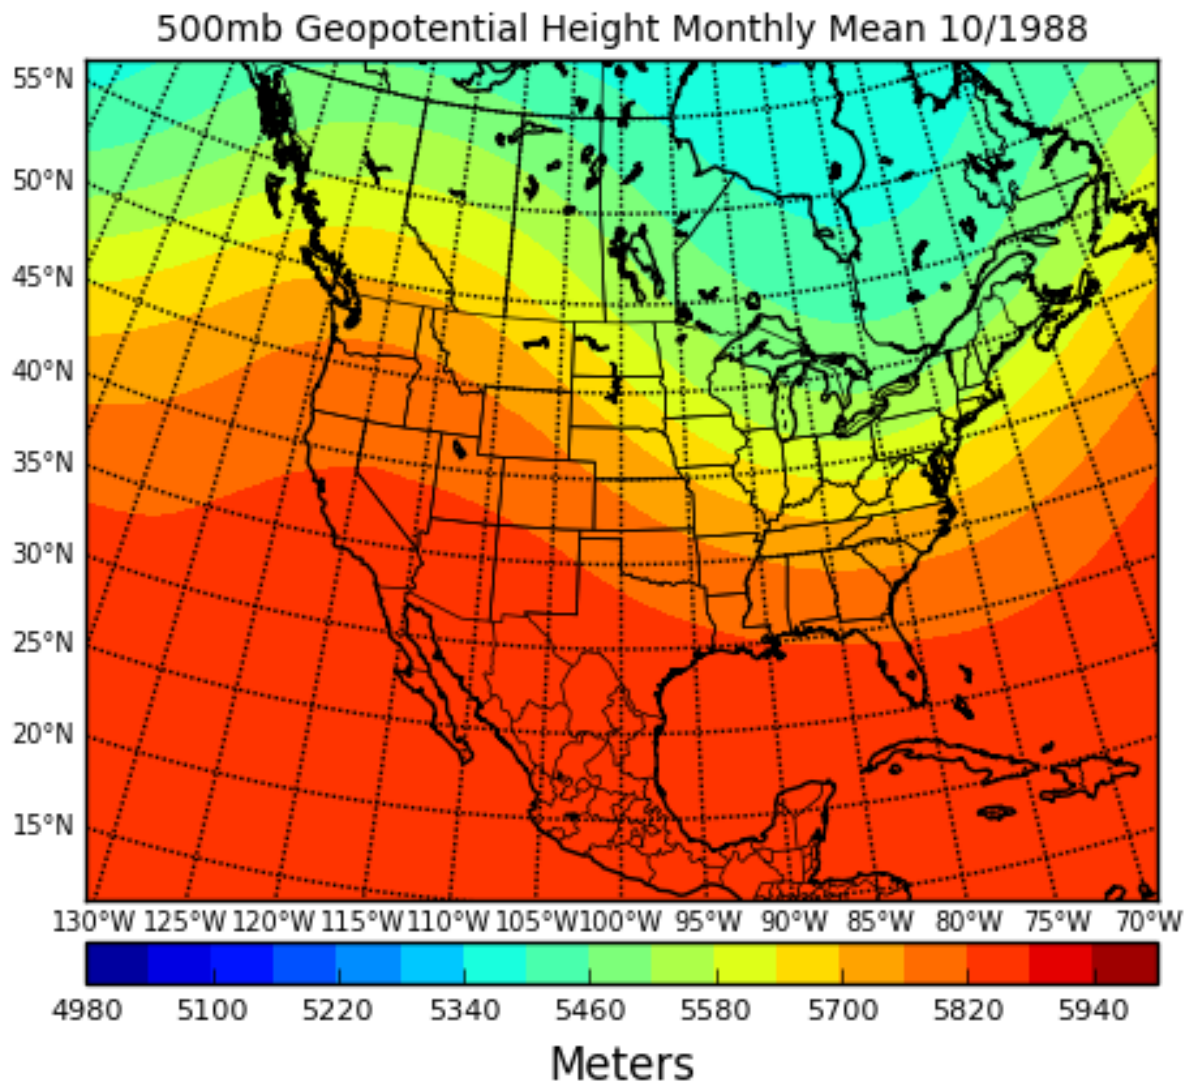 500mb Geopotential Height Monthly Mean 10/1988
55°N
50°N
45°N
40°N
35°N
30°N
25°N
20°N
15°N
130°W 125°W 120°W 115°W 110°W 105°W 100°W 95°W 90°W 85°W 80°W 75°W 70°W
4980 5100 5220 5340 5460 5580 5700 5820 5940
Meters